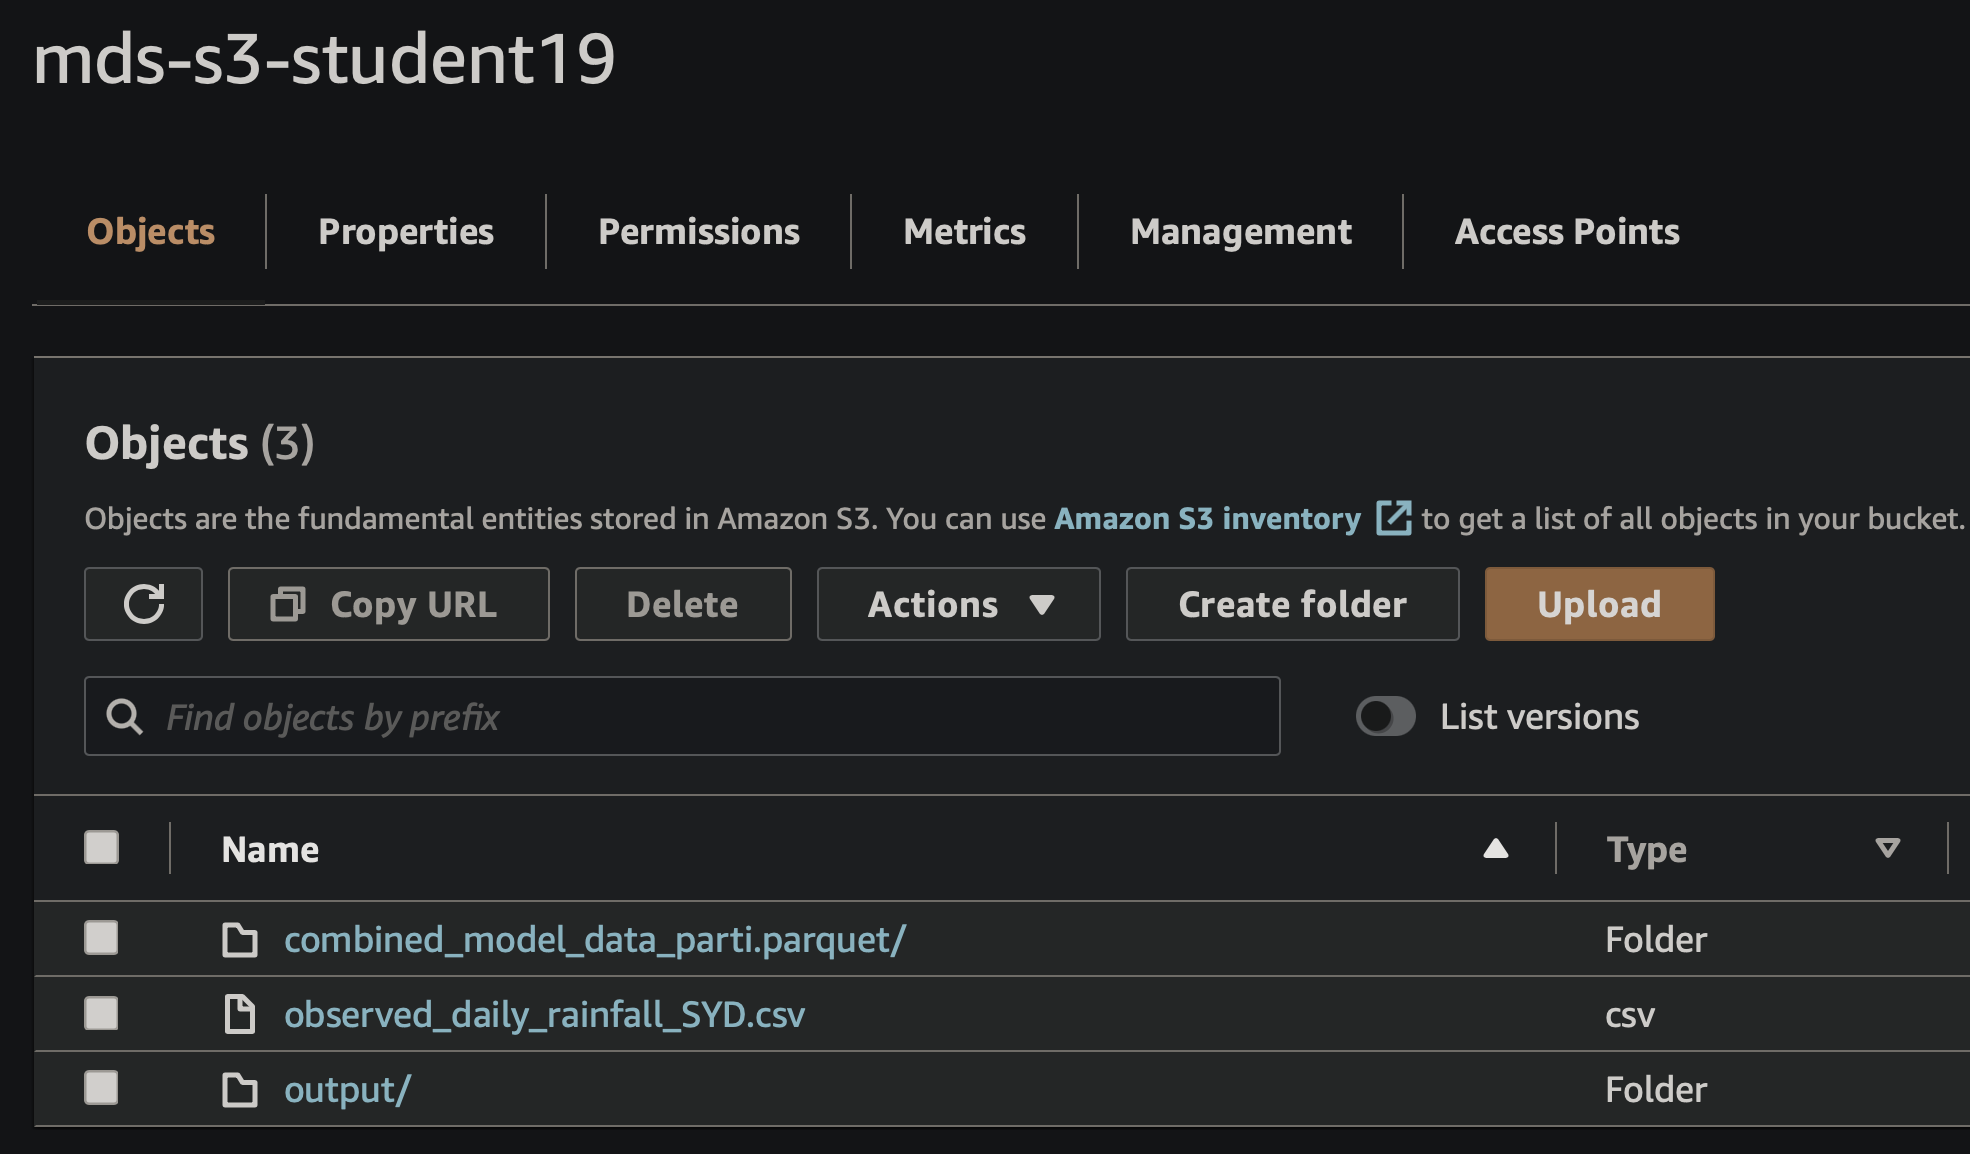 mds-s3-student19
Objects Properties Permissions Metrics Management Access Points
Objects (3)
Objects are the fundamental entities stored in Amazon S3. You can use Amazon S3 inventory to get a list of all objects in your bucket.
Copy URL Delete Actions Create folder Upload
Find objects by prefix List versions
Name Type
combined_model_data_parti.parquet/ Folder
observed_daily_rainfall_SYD.csv csv
output/ Folder